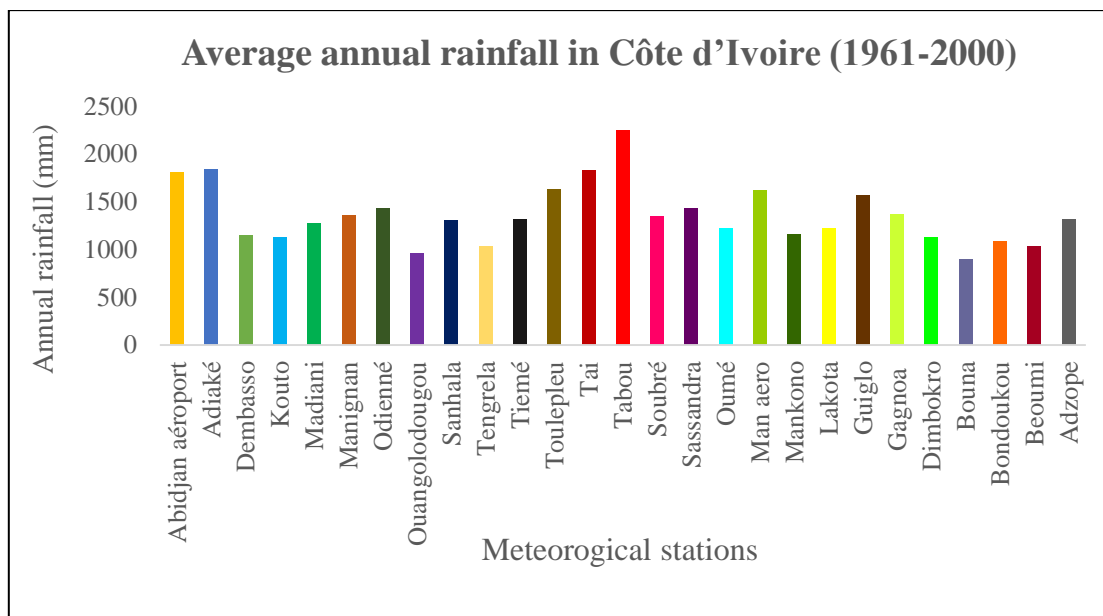 Average annual rainfall in Côte d’Ivoire (1961-2000)
Annual rainfall (mm)
2500
2000
1500
1000
500
0
Abidjan aéroport
Adiaké
Dembasso
Kouto
Madiani
Manignan
Odienné
Ouangolodougou
Sanhala
Tengrela
Tiemé
Toulepleu
Tai
Tabou
Soubré
Sassandra
Oumé
Man aero
Mankono
Lakota
Guiglo
Gagnoa
Dimbokro
Bouna
Bondoukou
Beoumi
Adzope
Meteorogical stations